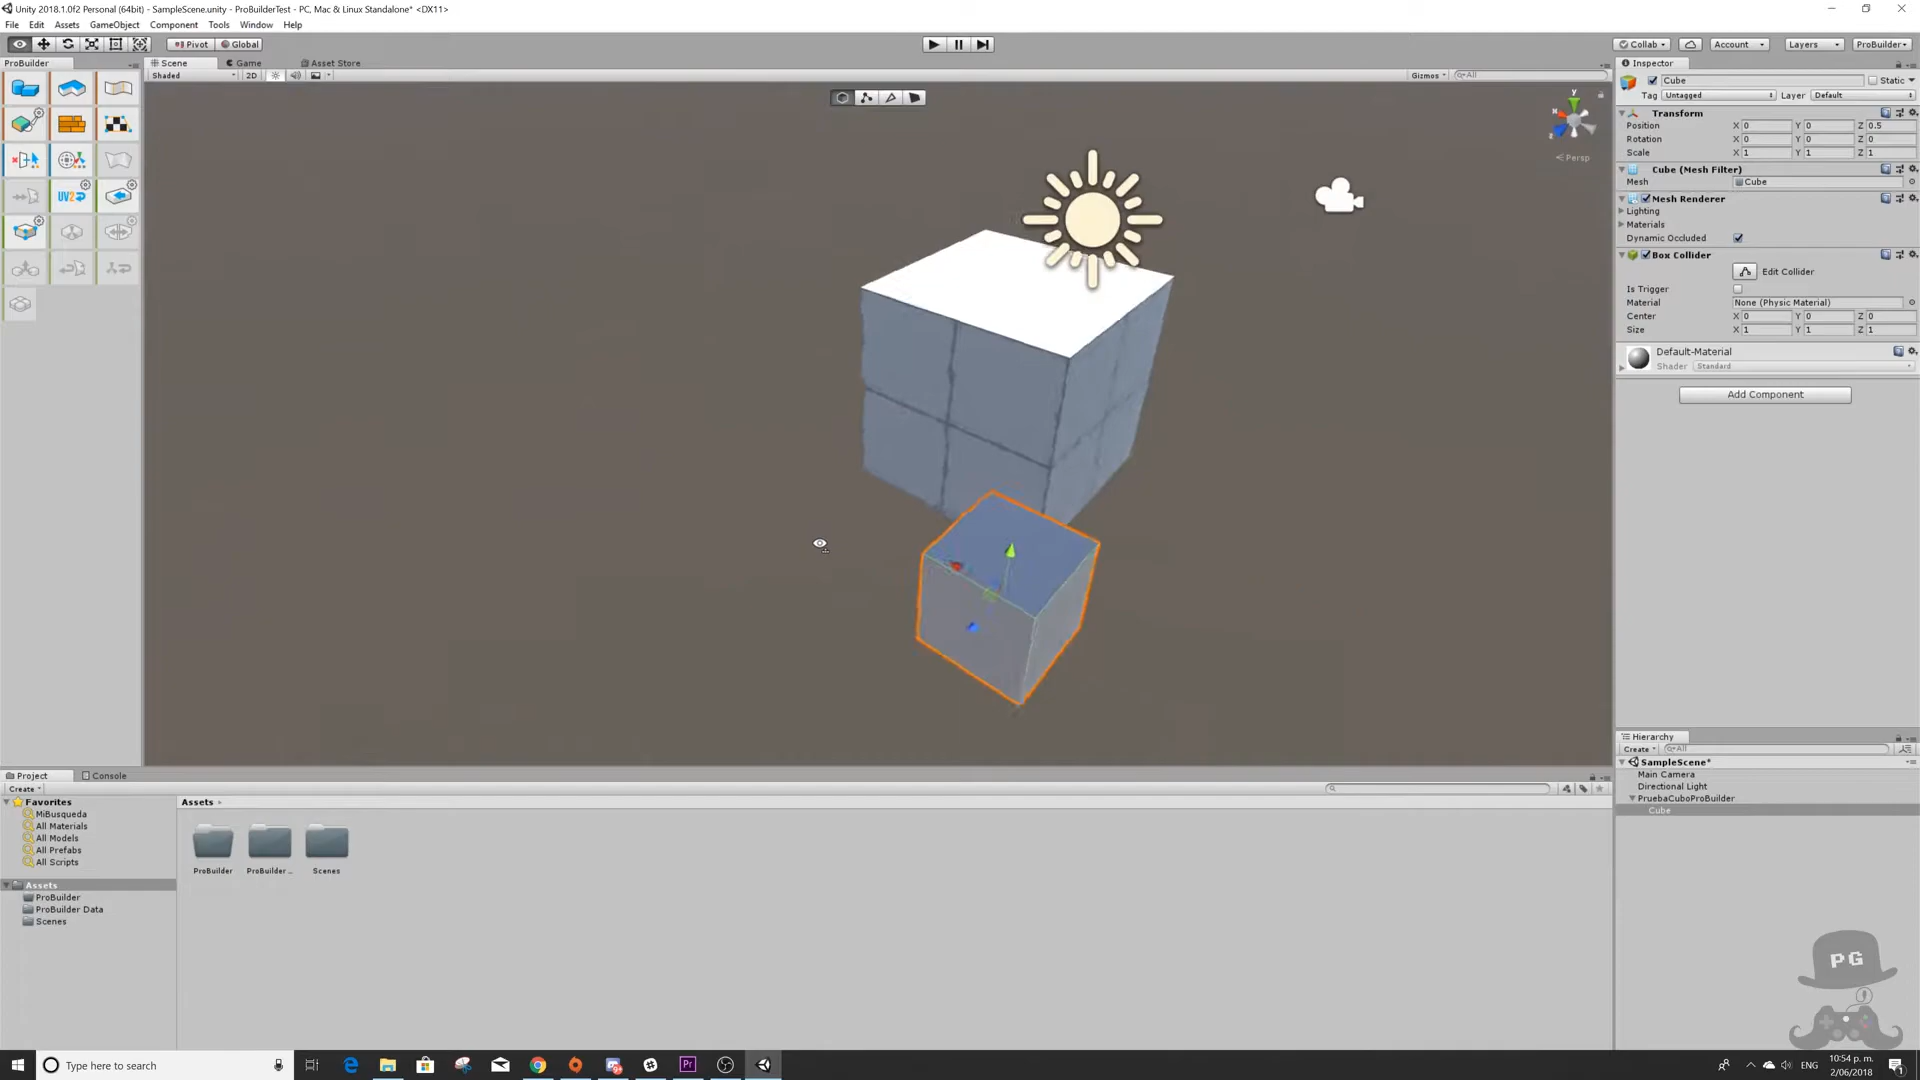 Unity 2018.1.0f2 Personal (64bit) - SampleScene.unity - ProBuilderTest - PC, Mac & Linux Standalone* <DX11>
File Edit Assets GameObject Component Tools Window Help
Pivot Global
Collab Account Layers ProBuilder
ProBuilder
Scene Game Asset Store
Shaded 2D Gizmos All
UV2
y
x
z
Persp
Inspector
Cube Static
Tag Untagged Layer Default
Transform
Position X 0 Y 0 Z 0.5
Rotation X 0 Y 0 Z 0
Scale X 1 Y 1 Z 1
Cube (Mesh Filter)
Mesh Cube
Mesh Renderer
Lighting
Materials
Dynamic Occluded
Box Collider
Edit Collider
Is Trigger
Material None (Physic Material)
Center X 0 Y 0 Z 0
Size X 1 Y 1 Z 1
Default-Material
Shader Standard
Add Component
Hierarchy
Create All
SampleScene*
Main Camera
Directional Light
PruebaCuboProBuilder
Cube
Project Console
Create
Favorites
MiBusqueda
All Materials
All Models
All Prefabs
All Scripts
Assets
ProBuilder
ProBuilder Data
Scenes
Assets
ProBuilder ProBuilder ... Scenes
PG
Type here to search
Pr
ENG
10:54 p. m.
2/06/2018